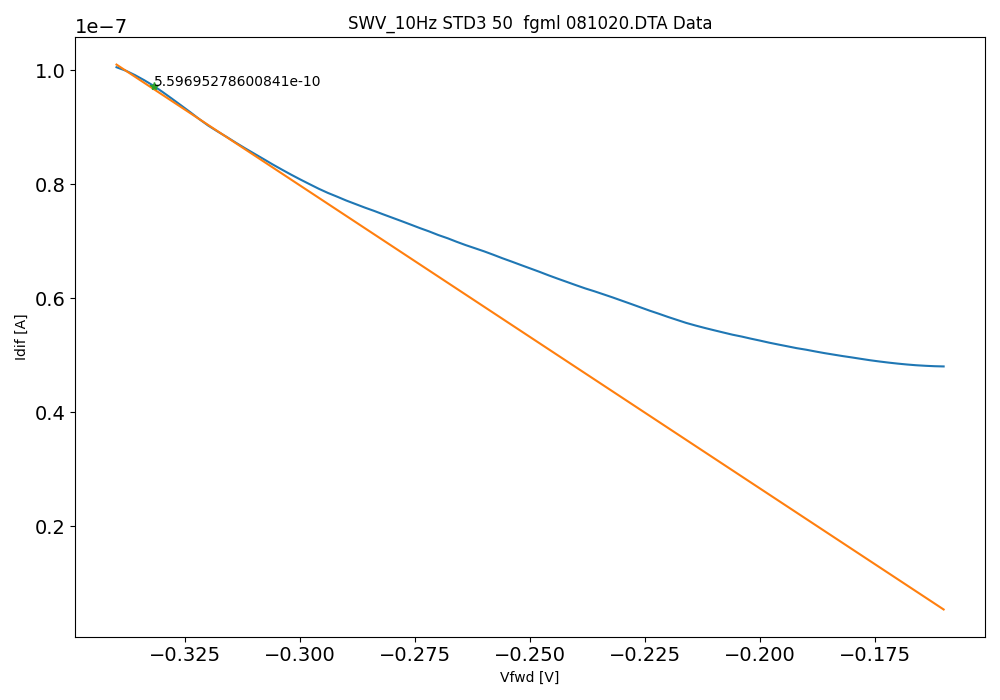 SWV_10Hz STD3 50  fgml 081020.DTA Data
1e−7
1.0
0.8
0.6
0.4
0.2
Idif [A]
5.59695278600841e-10
−0.325 −0.300 −0.275 −0.250 −0.225 −0.200 −0.175
Vfwd [V]